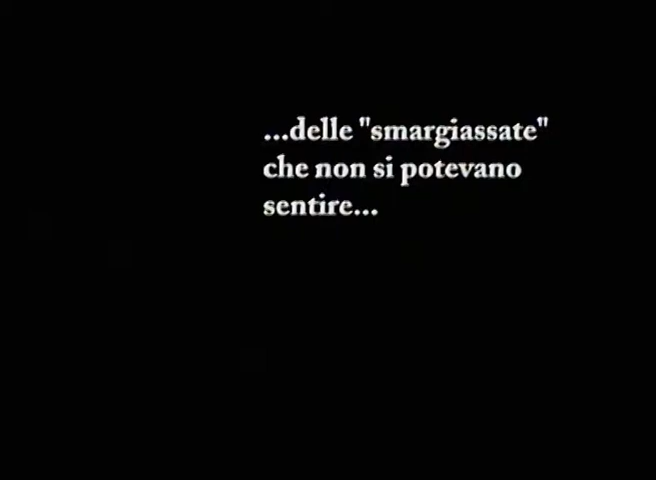 ...delle "smargiassate"
che non si potevano
sentire...